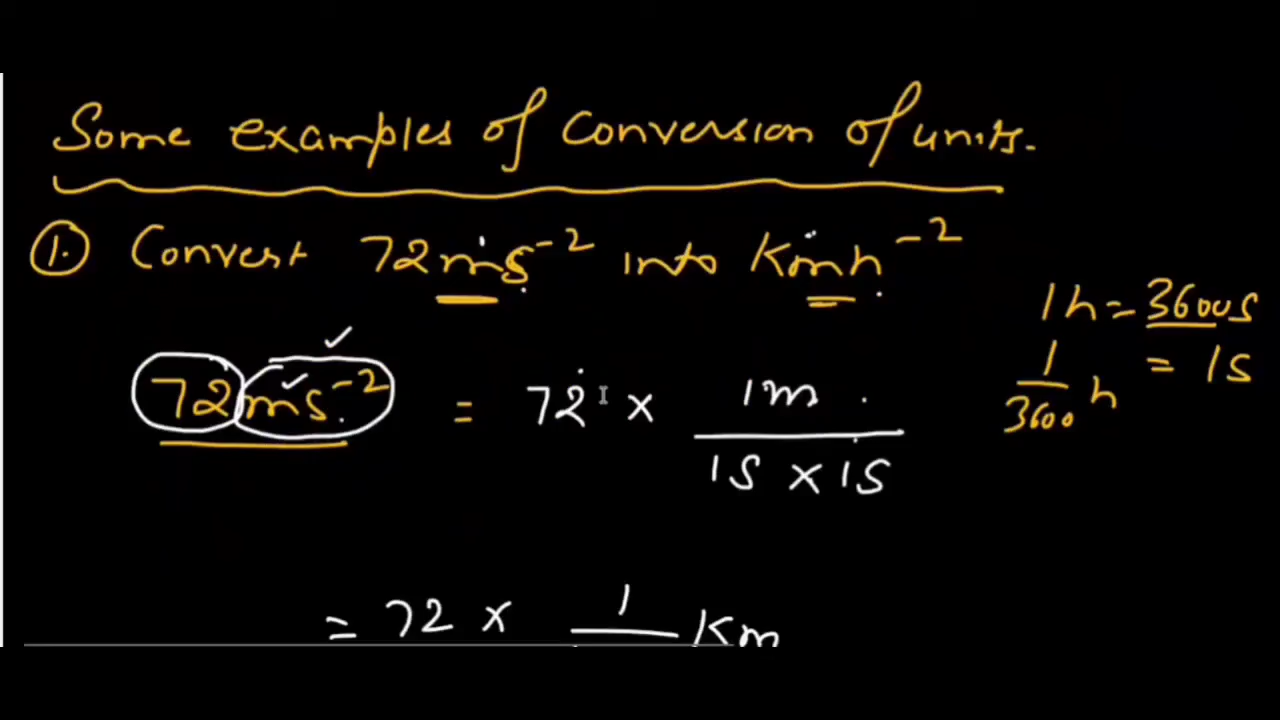 Some examples of conversion of units.
1. Convert 72 ms⁻² into Kmh⁻²
1h = 3600s
1/3600 h = 1s
72 ms⁻² = 72 × 1m / 1s × 1s
= 72 × 1 Km